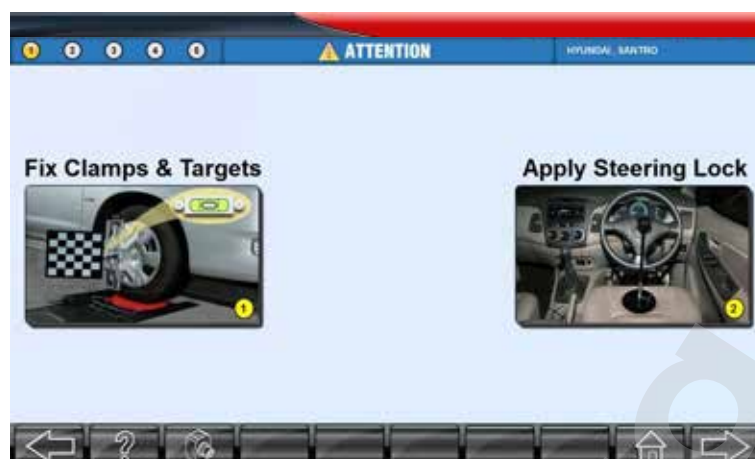 1 2 3 4 5 ATTENTION HYUNDAI, SANTRO
Fix Clamps & Targets Apply Steering Lock
1 2
?